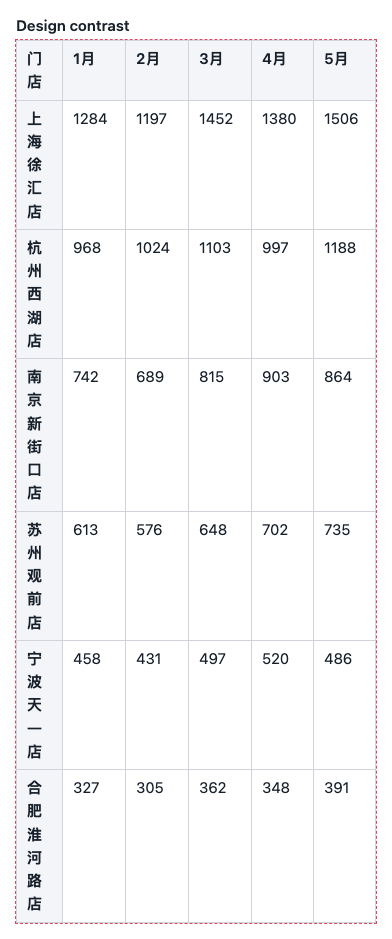 Design contrast
门店 1月 2月 3月 4月 5月
上海徐汇店 1284 1197 1452 1380 1506
杭州西湖店 968 1024 1103 997 1188
南京新街口店 742 689 815 903 864
苏州观前店 613 576 648 702 735
宁波天一店 458 431 497 520 486
合肥淮河路店 327 305 362 348 391